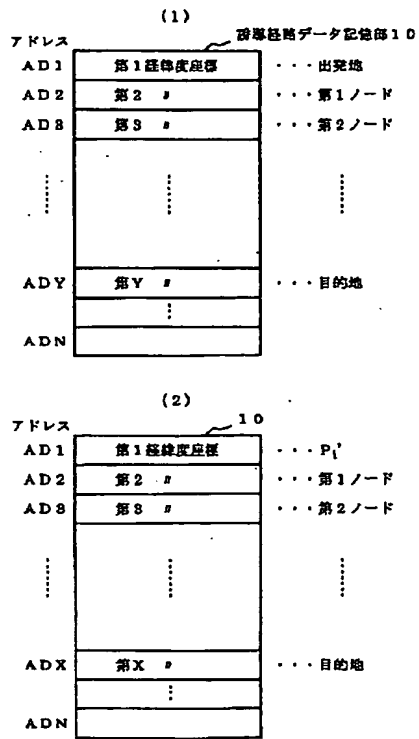 (1)
アドレス 誘導経路データ記憶部10
AD1 第1経緯度座標 ・・・出発地
AD2 第2 〃 ・・・第1ノード
AD3 第3 〃 ・・・第2ノード
ADY 第Y 〃 ・・・目的地
ADN
(2)
アドレス 10
AD1 第1経緯度座標 ・・・P₁'
AD2 第2 〃 ・・・第1ノード
AD3 第3 〃 ・・・第2ノード
ADX 第X 〃 ・・・目的地
ADN